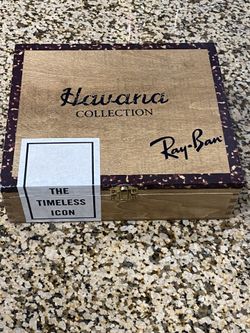 Havana
COLLECTION
Ray-Ban
THE
TIMELESS
ICON